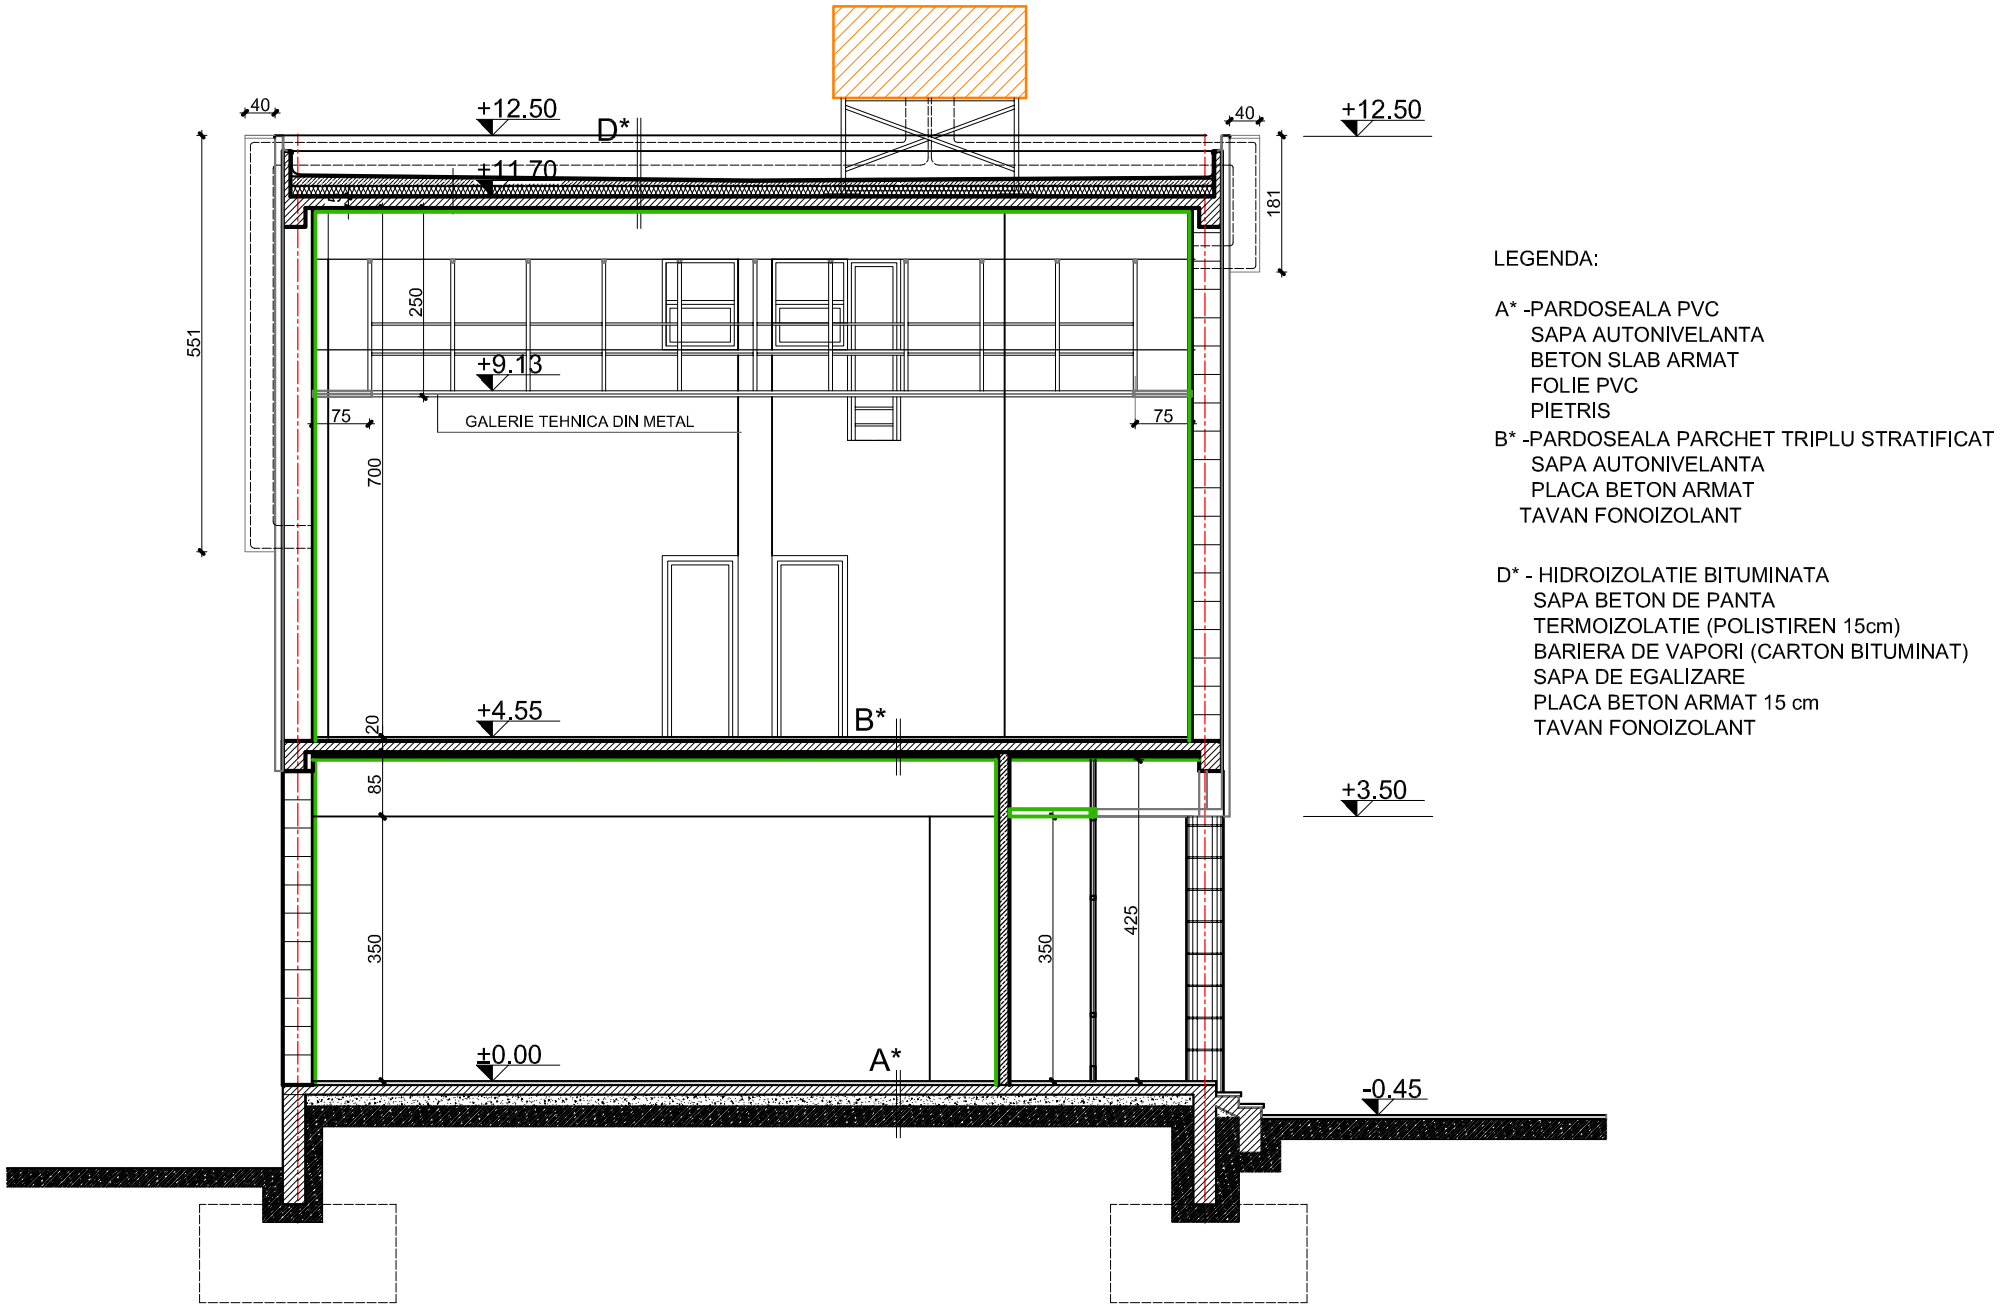 40
+12.50
D*
40
+12.50
+11.70
5
181
551
250
+9.13
75
GALERIE TEHNICA DIN METAL
75
700
20
+4.55
B*
85
+3.50
350
350
425
±0.00
A*
-0.45
LEGENDA:
A* -PARDOSEALA PVC
SAPA AUTONIVELANTA
BETON SLAB ARMAT
FOLIE PVC
PIETRIS
B* -PARDOSEALA PARCHET TRIPLU STRATIFICAT
SAPA AUTONIVELANTA
PLACA BETON ARMAT
TAVAN FONOIZOLANT
D* - HIDROIZOLATIE BITUMINATA
SAPA BETON DE PANTA
TERMOIZOLATIE (POLISTIREN 15cm)
BARIERA DE VAPORI (CARTON BITUMINAT)
SAPA DE EGALIZARE
PLACA BETON ARMAT 15 cm
TAVAN FONOIZOLANT